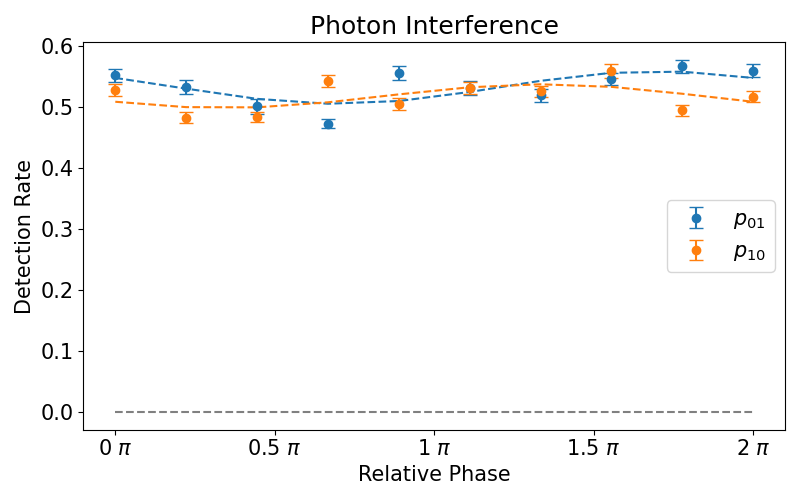 Photon Interference
Detection Rate
0.6
0.5
0.4
0.3
0.2
0.1
0.0
p₀₁
p₁₀
0 π
0.5 π
1 π
1.5 π
2 π
Relative Phase